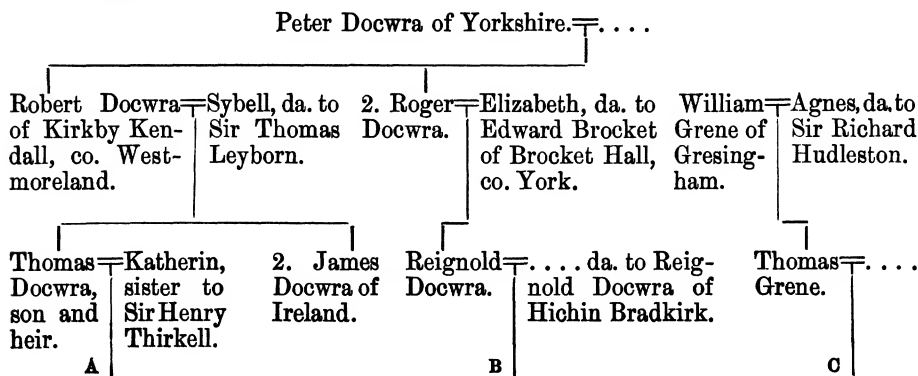 Peter Docwra of Yorkshire.=. . . .
Robert Docwra=Sybell, da. to
of Kirkby Ken- Sir Thomas
dall, co. West- Leyborn.
moreland.
2. Roger=Elizabeth, da. to
Docwra. Edward Brocket
of Brocket Hall,
co. York.
William=Agnes, da. to
Grene of Sir Richard
Gresing- Hudleston.
ham.
Thomas=Katherin,
Docwra, sister to
son and Sir Henry
heir. Thirkell.
A
2. James
Docwra of
Ireland.
Reignold=. . . . da. to Reig-
Docwra. nold Docwra of
Hichin Bradkirk.
B
Thomas=. . . .
Grene.
C